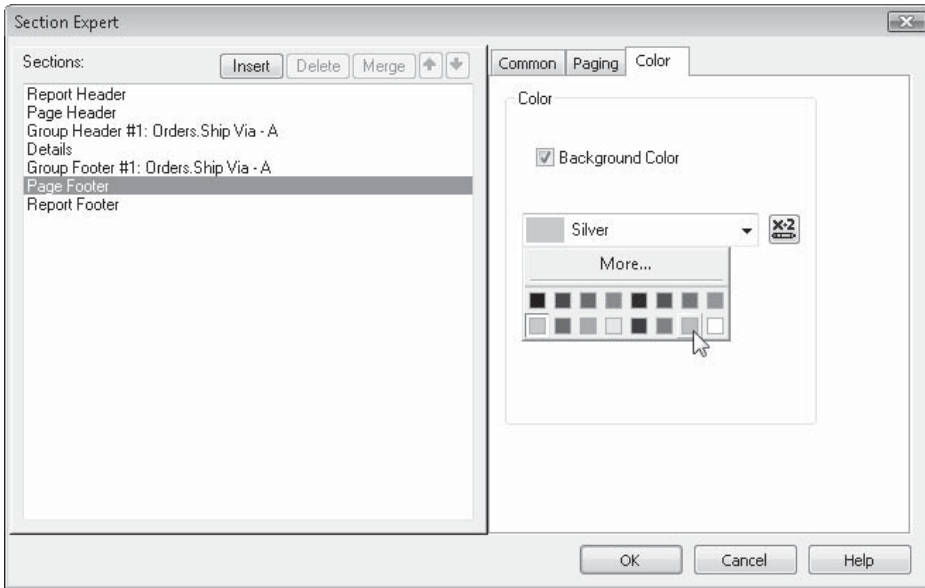 Section Expert
Sections:
Insert
Delete
Merge
Report Header
Page Header
Group Header #1: Orders.Ship Via - A
Details
Group Footer #1: Orders.Ship Via - A
Page Footer
Report Footer
Common
Paging
Color
Color
Background Color
Silver
x·2
More...
OK
Cancel
Help